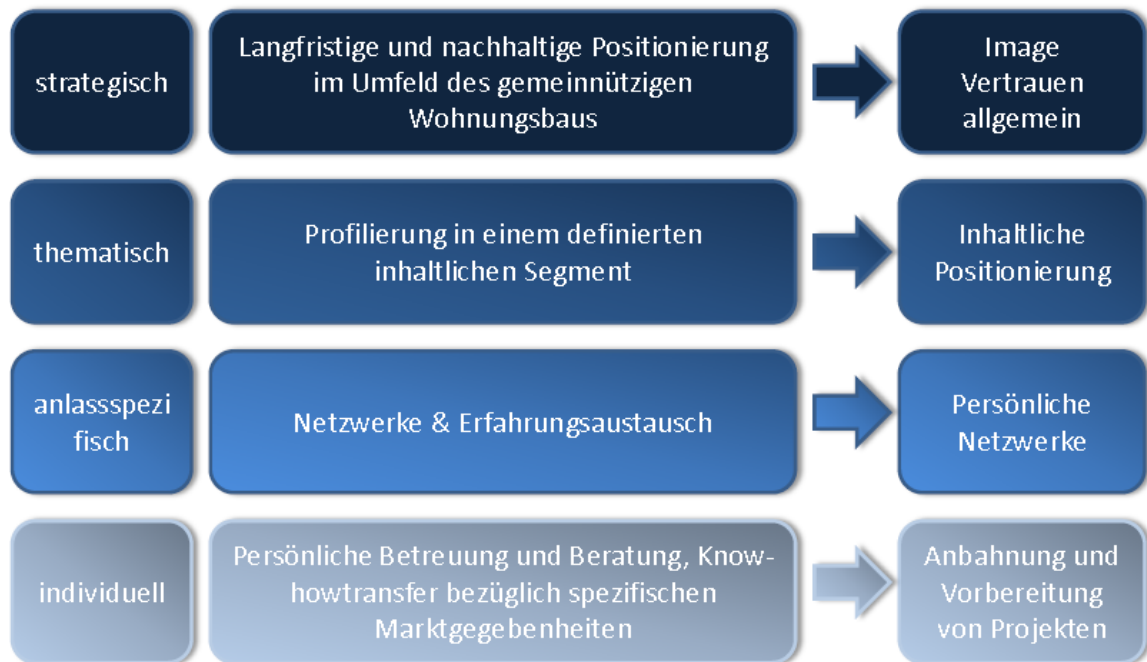 strategisch
Langfristige und nachhaltige Positionierung
im Umfeld des gemeinnützigen
Wohnungsbaus
Image
Vertrauen
allgemein
thematisch
Profilierung in einem definierten
inhaltlichen Segment
Inhaltliche
Positionierung
anlassspezi
fisch
Netzwerke & Erfahrungsaustausch
Persönliche
Netzwerke
individuell
Persönliche Betreuung und Beratung, Know-
howtransfer bezüglich spezifischen
Marktgegebenheiten
Anbahnung und
Vorbereitung
von Projekten